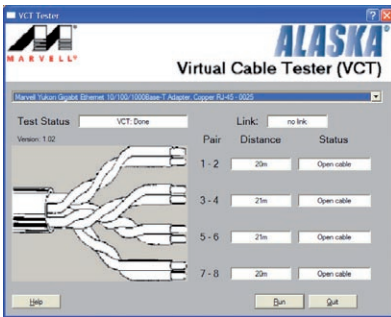 VCT Tester
MARVELL®
ALASKA®
Virtual Cable Tester (VCT)
Marvell Yukon Gigabit Ethernet 10/100/1000Base-T Adapter, Copper RJ-45 - 0025
Test Status VCT: Done Link: no link
Version: 1.02
Pair Distance Status
1 - 2 20m Open cable
3 - 4 21m Open cable
5 - 6 21m Open cable
7 - 8 20m Open cable
Help Run Quit